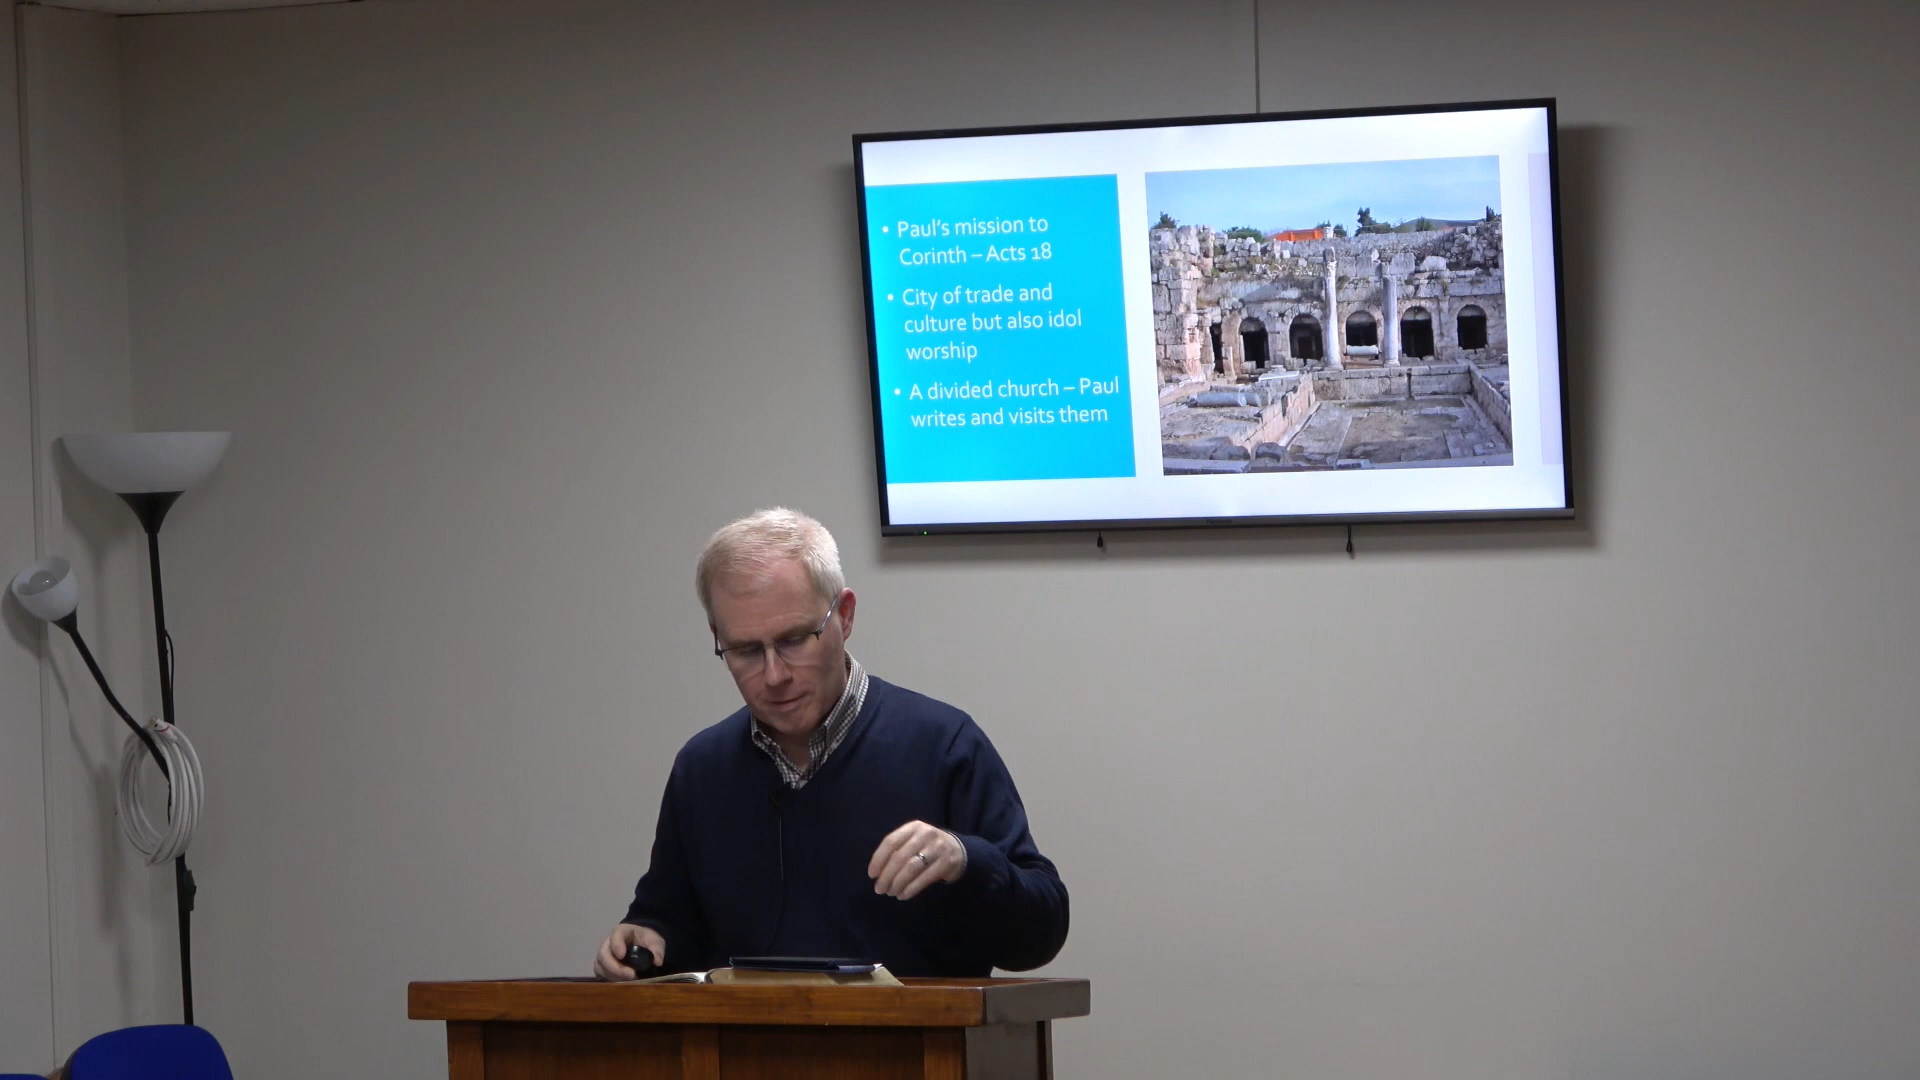 • Paul's mission to
Corinth – Acts 18
• City of trade and
culture but also idol
worship
• A divided church – Paul
writes and visits them